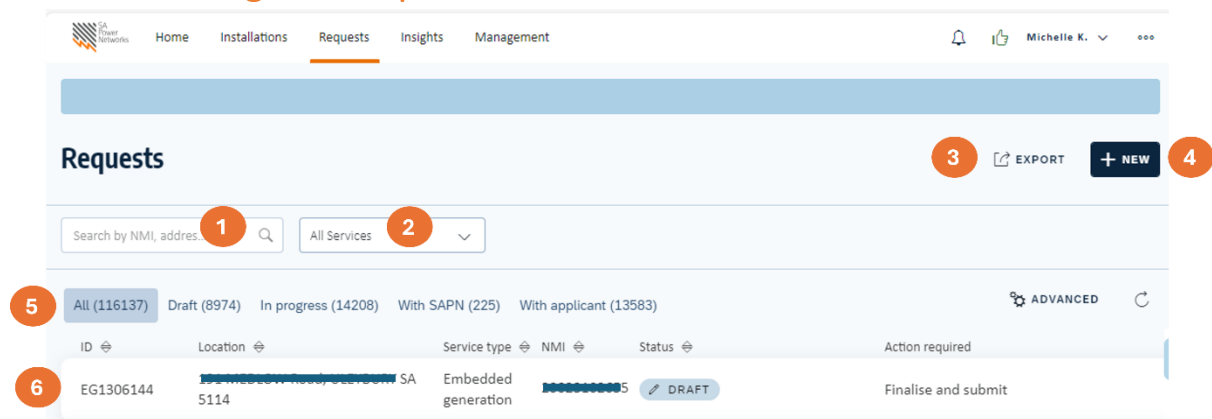 SA
Power
Networks
Home Installations Requests Insights Management
Michelle K.
Requests
3
EXPORT
+ NEW
4
Search by NMI, addres..
1
All Services
2
5
All (116137) Draft (8974) In progress (14208) With SAPN (225) With applicant (13583)
ADVANCED
ID Location Service type NMI Status Action required
6
EG1306144
SA
5114
Embedded
generation
5
DRAFT
Finalise and submit